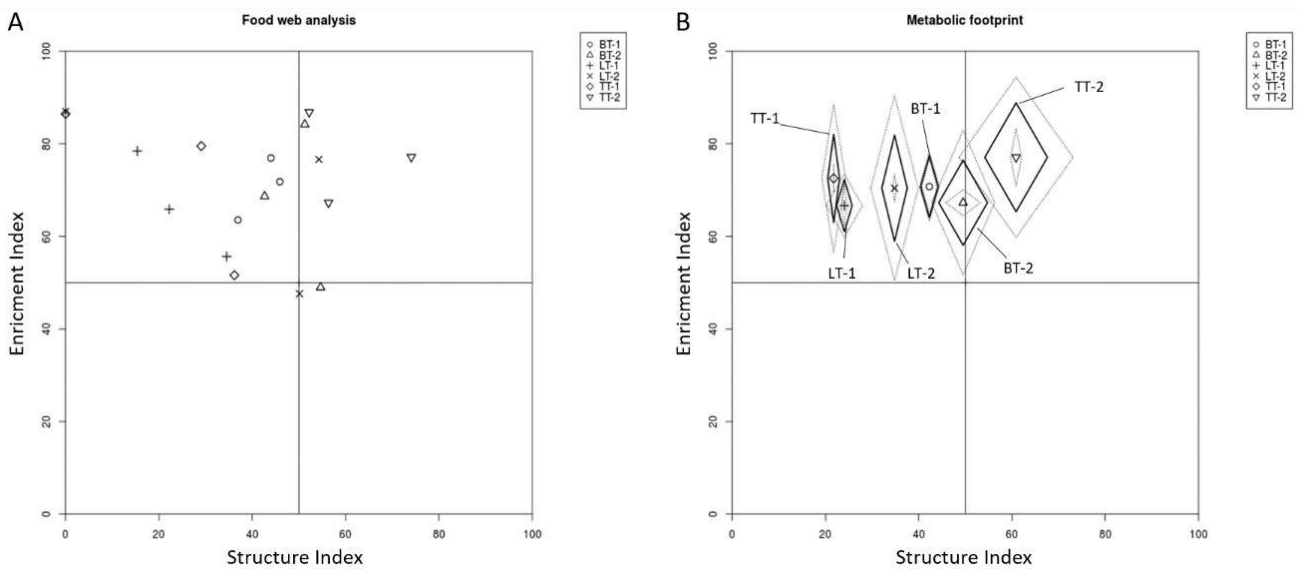 A
Food web analysis
100
80
60
40
20
0
Enricment Index
0
20
40
60
80
100
Structure Index
BT-1
BT-2
LT-1
LT-2
TT-1
TT-2
B
Metabolic footprint
100
80
60
40
20
0
Enricment Index
0
20
40
60
80
100
Structure Index
TT-1
BT-1
TT-2
LT-1
LT-2
BT-2
BT-1
BT-2
LT-1
LT-2
TT-1
TT-2